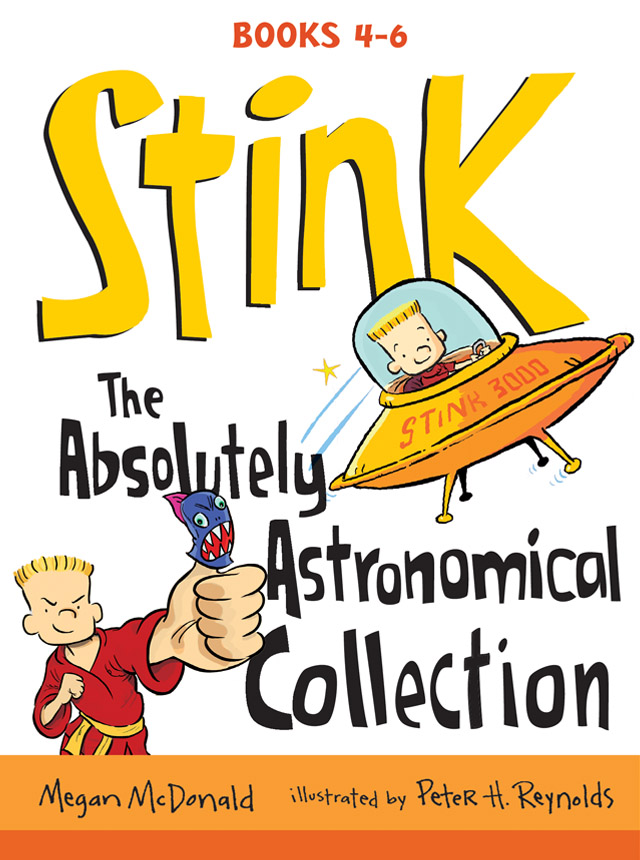 BOOKS 4-6
Stink
STINK 3000
The
Absolutely
Astronomical
Collection
Megan McDonald illustrated by Peter H. Reynolds